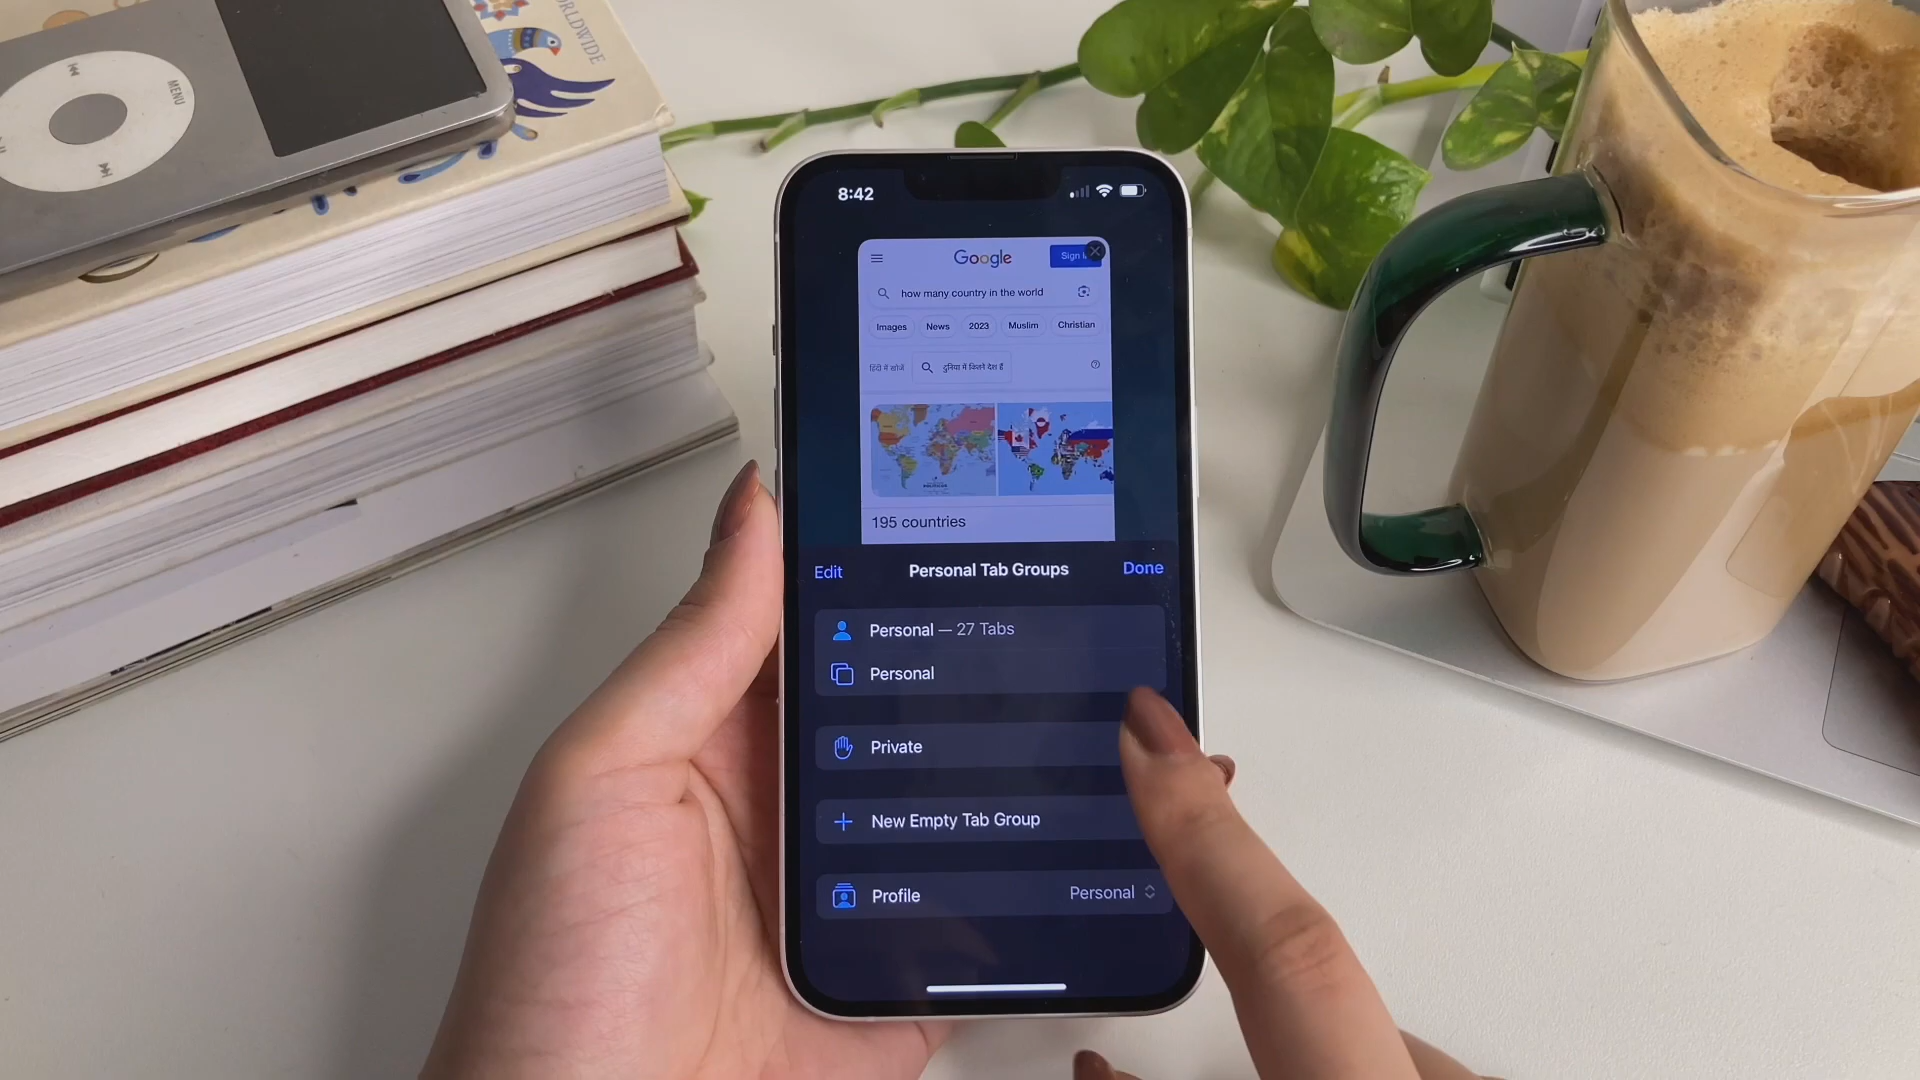 WORLDWIDE
MENU
8:42
Google
Sign I
how many country in the world
Images News 2023 Muslim Christian
हिंदी में खोजें
दुनिया में कितने देश हैं
195 countries
Edit
Personal Tab Groups
Done
Personal — 27 Tabs
Personal
Private
New Empty Tab Group
Profile
Personal